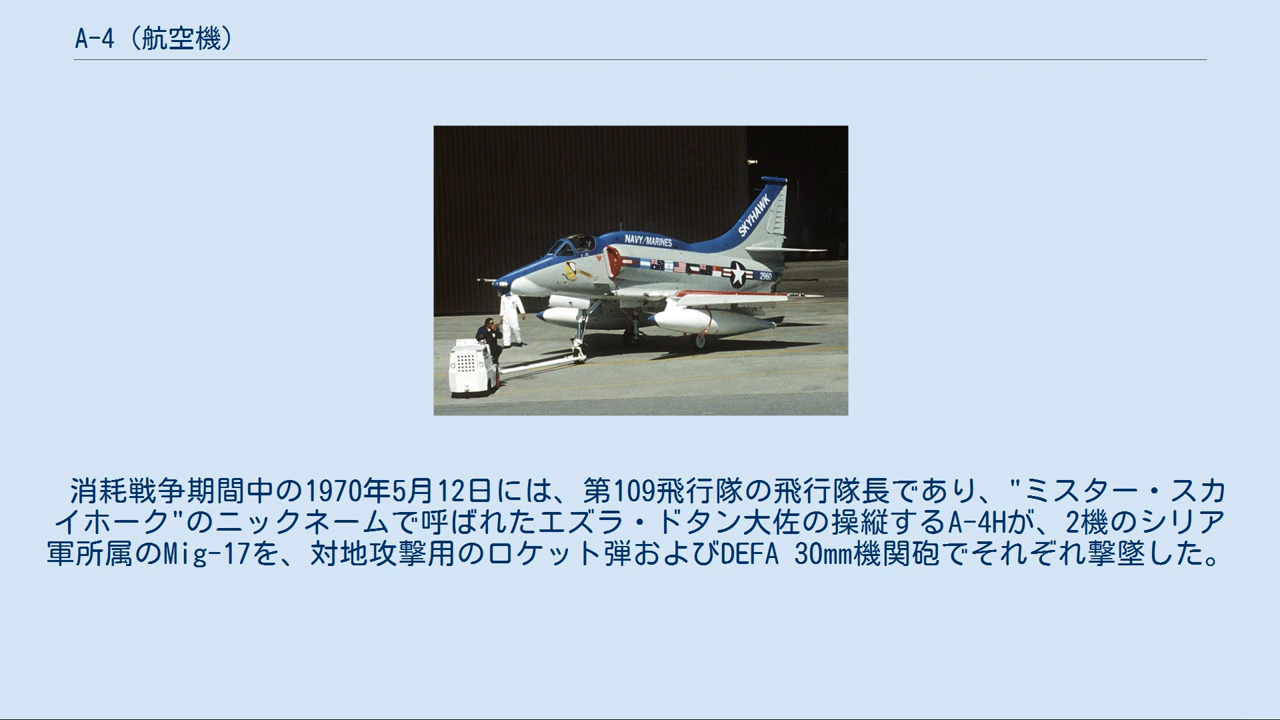 A-4（航空機）
SKYHAWK
NAVY/MARINES
2960
消耗戦争期間中の1970年5月12日には、第109飛行隊の飛行隊長であり、"ミスター・スカ
イホーク"のニックネームで呼ばれたエズラ・ドタン大佐の操縦するA-4Hが、2機のシリア
軍所属のMig-17を、対地攻撃用のロケット弾およびDEFA 30mm機関砲でそれぞれ撃墜した。